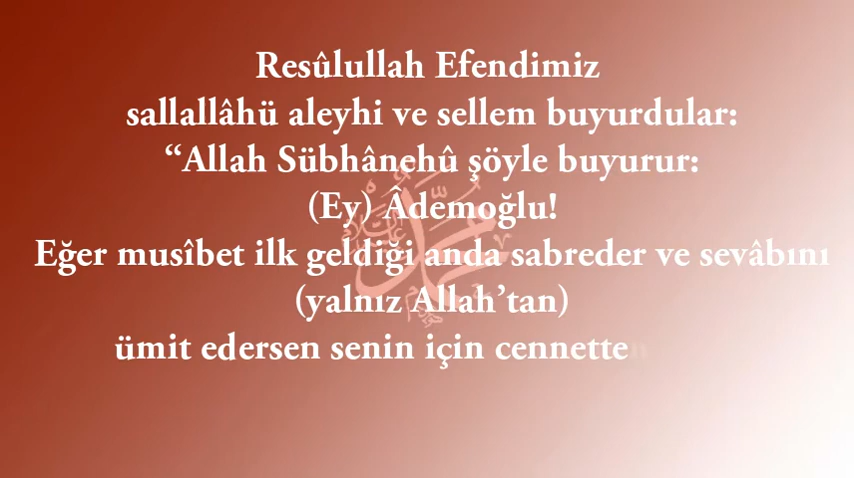 Resûlullah Efendimiz
sallallâhü aleyhi ve sellem buyurdular:
“Allah Sübhânehû şöyle buyurur:
(Ey) Âdemoğlu!
Eğer musîbet ilk geldiği anda sabreder ve sevâbını
(yalnız Allah’tan)
ümit edersen senin için cennetten